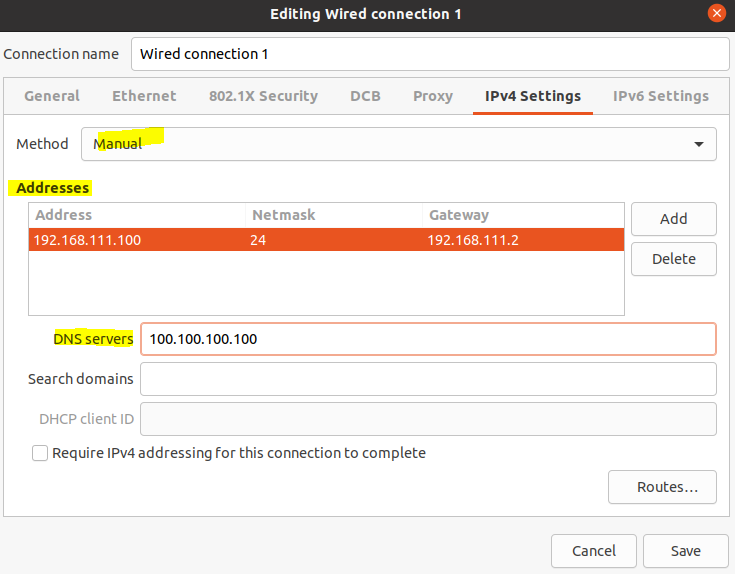 Editing Wired connection 1
Connection name Wired connection 1
General Ethernet 802.1X Security DCB Proxy IPv4 Settings IPv6 Settings
Method Manual
Addresses
Address Netmask Gateway
192.168.111.100 24 192.168.111.2
Add
Delete
DNS servers 100.100.100.100
Search domains
DHCP client ID
Require IPv4 addressing for this connection to complete
Routes…
Cancel Save